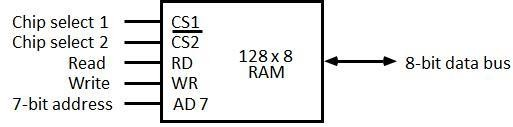 Chip select 1 CS1
Chip select 2 CS2
Read RD 128 x 8 8-bit data bus
Write WR RAM
7-bit address AD 7